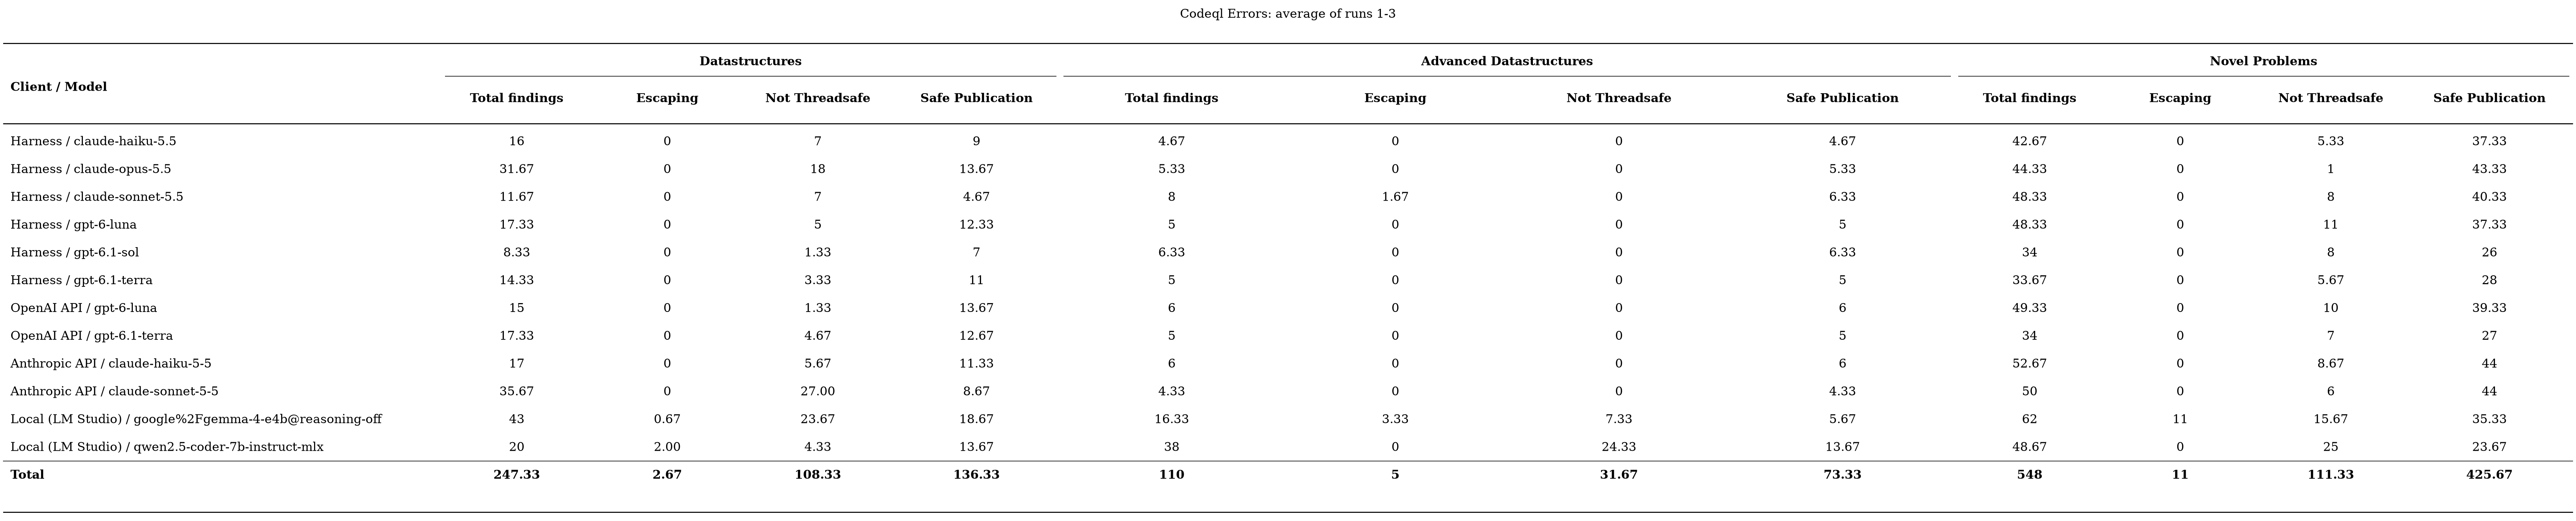 Codeql Errors: average of runs 1-3
Datastructures Advanced Datastructures Novel Problems
Client / Model
Total findings Escaping Not Threadsafe Safe Publication Total findings Escaping Not Threadsafe Safe Publication Total findings Escaping Not Threadsafe Safe Publication
Harness / claude-haiku-5.5 16 0 7 9 4.67 0 0 4.67 42.67 0 5.33 37.33
Harness / claude-opus-5.5 31.67 0 18 13.67 5.33 0 0 5.33 44.33 0 1 43.33
Harness / claude-sonnet-5.5 11.67 0 7 4.67 8 1.67 0 6.33 48.33 0 8 40.33
Harness / gpt-6-luna 17.33 0 5 12.33 5 0 0 5 48.33 0 11 37.33
Harness / gpt-6.1-sol 8.33 0 1.33 7 6.33 0 0 6.33 34 0 8 26
Harness / gpt-6.1-terra 14.33 0 3.33 11 5 0 0 5 33.67 0 5.67 28
OpenAI API / gpt-6-luna 15 0 1.33 13.67 6 0 0 6 49.33 0 10 39.33
OpenAI API / gpt-6.1-terra 17.33 0 4.67 12.67 5 0 0 5 34 0 7 27
Anthropic API / claude-haiku-5-5 17 0 5.67 11.33 6 0 0 6 52.67 0 8.67 44
Anthropic API / claude-sonnet-5-5 35.67 0 27.00 8.67 4.33 0 0 4.33 50 0 6 44
Local (LM Studio) / google%2Fgemma-4-e4b@reasoning-off 43 0.67 23.67 18.67 16.33 3.33 7.33 5.67 62 11 15.67 35.33
Local (LM Studio) / qwen2.5-coder-7b-instruct-mlx 20 2.00 4.33 13.67 38 0 24.33 13.67 48.67 0 25 23.67
Total 247.33 2.67 108.33 136.33 110 5 31.67 73.33 548 11 111.33 425.67